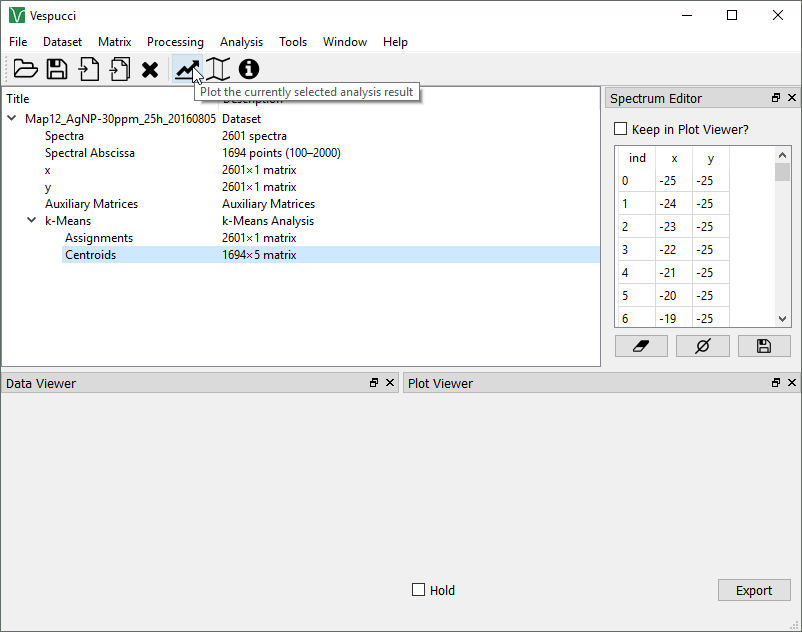 Vespucci
File Dataset Matrix Processing Analysis Tools Window Help
Plot the currently selected analysis result
Title Description
Map12_AgNP-30ppm_25h_20160805 Dataset
Spectra 2601 spectra
Spectral Abscissa 1694 points (100–2000)
x 2601×1 matrix
y 2601×1 matrix
Auxiliary Matrices Auxiliary Matrices
k-Means k-Means Analysis
Assignments 2601×1 matrix
Centroids 1694×5 matrix
Spectrum Editor
Keep in Plot Viewer?
ind x y
0 -25 -25
1 -24 -25
2 -23 -25
3 -22 -25
4 -21 -25
5 -20 -25
6 -19 -25
Data Viewer
Plot Viewer
Hold
Export